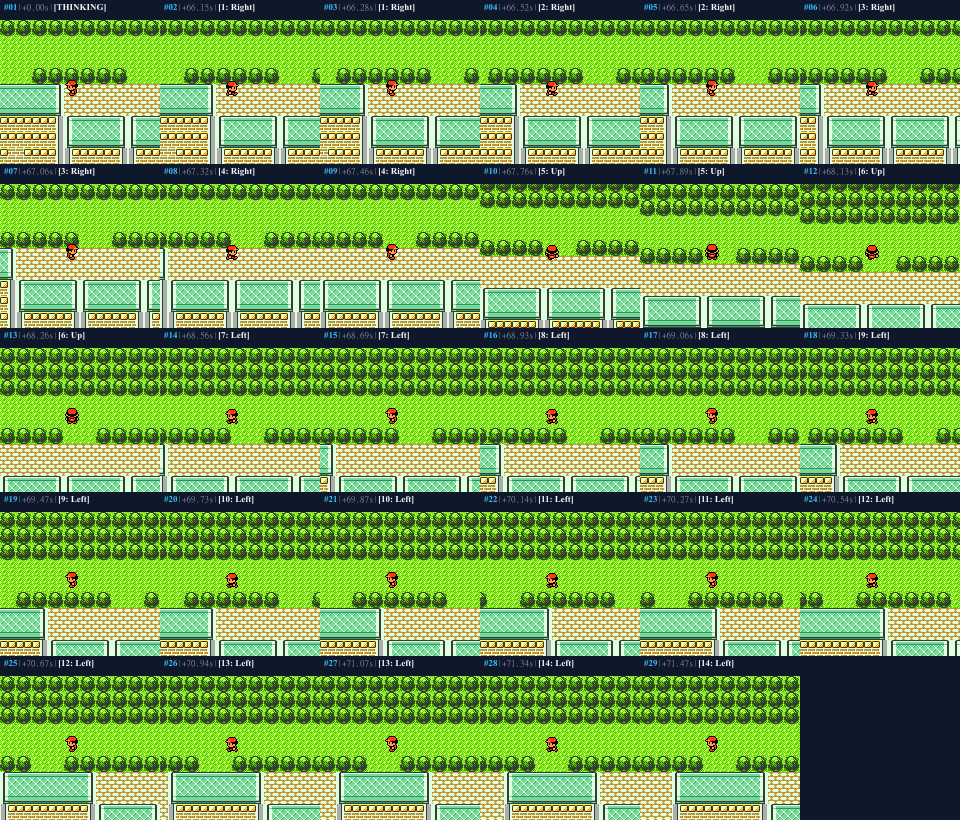 #01|+0.00s|[THINKING]
#02|+66.15s|[1: Right]
#03|+66.28s|[1: Right]
#04|+66.52s|[2: Right]
#05|+66.65s|[2: Right]
#06|+66.92s|[3: Right]
#07|+67.06s|[3: Right]
#08|+67.32s|[4: Right]
#09|+67.46s|[4: Right]
#10|+67.76s|[5: Up]
#11|+67.89s|[5: Up]
#12|+68.13s|[6: Up]
#13|+68.26s|[6: Up]
#14|+68.56s|[7: Left]
#15|+68.69s|[7: Left]
#16|+68.93s|[8: Left]
#17|+69.06s|[8: Left]
#18|+69.33s|[9: Left]
#19|+69.47s|[9: Left]
#20|+69.73s|[10: Left]
#21|+69.87s|[10: Left]
#22|+70.14s|[11: Left]
#23|+70.27s|[11: Left]
#24|+70.54s|[12: Left]
#25|+70.67s|[12: Left]
#26|+70.94s|[13: Left]
#27|+71.07s|[13: Left]
#28|+71.34s|[14: Left]
#29|+71.47s|[14: Left]